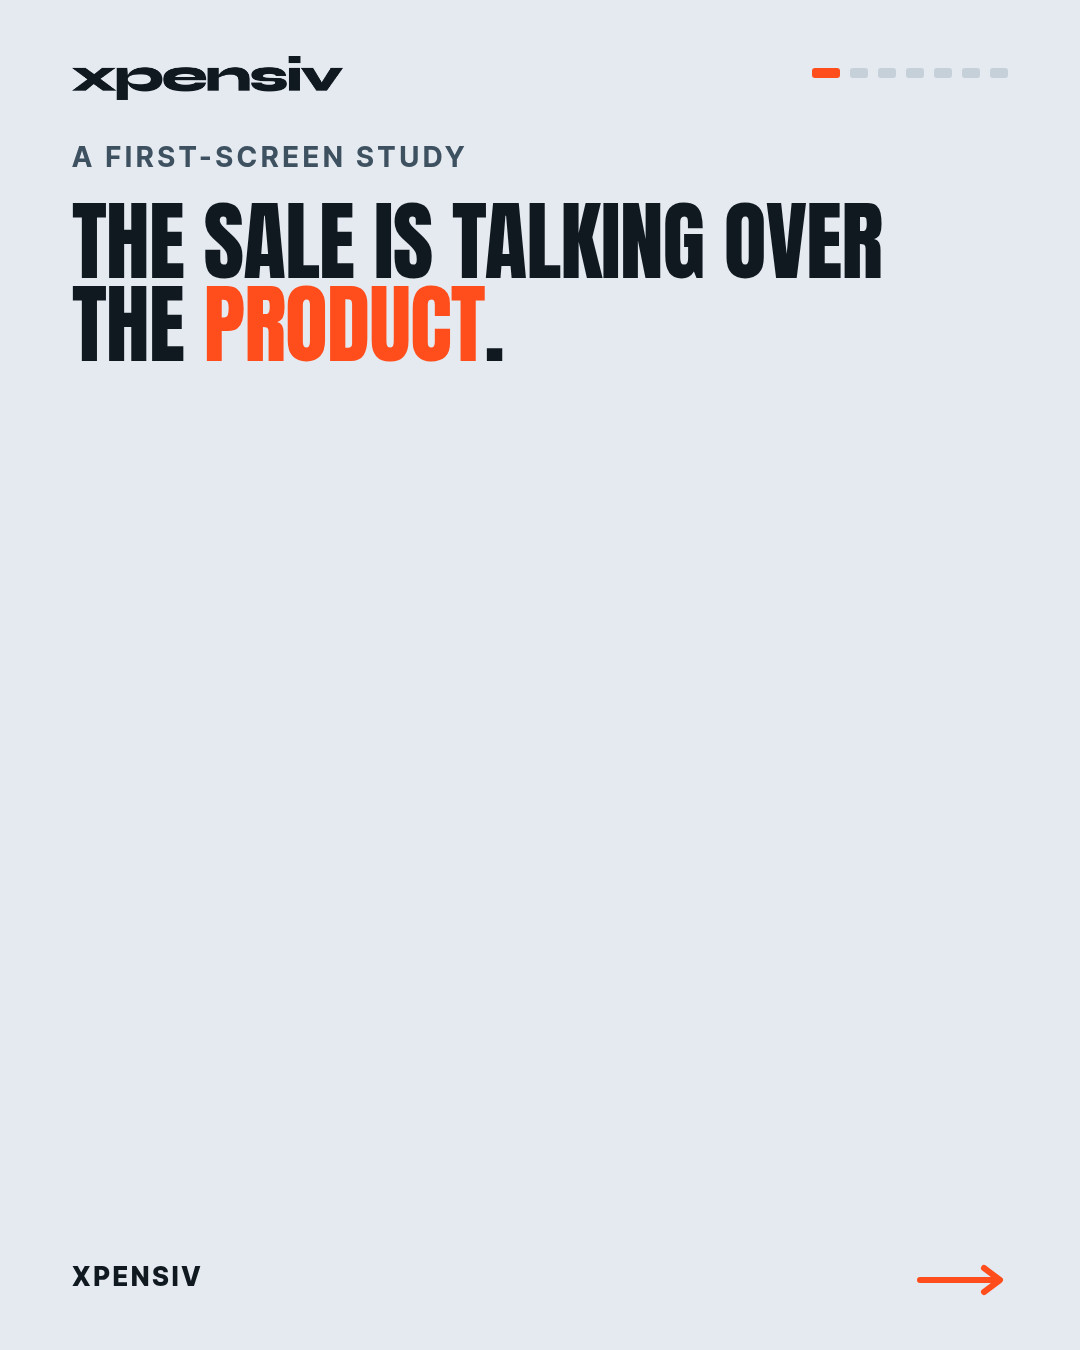 xpensiv
A FIRST-SCREEN STUDY
THE SALE IS TALKING OVER
THE PRODUCT.
XPENSIV